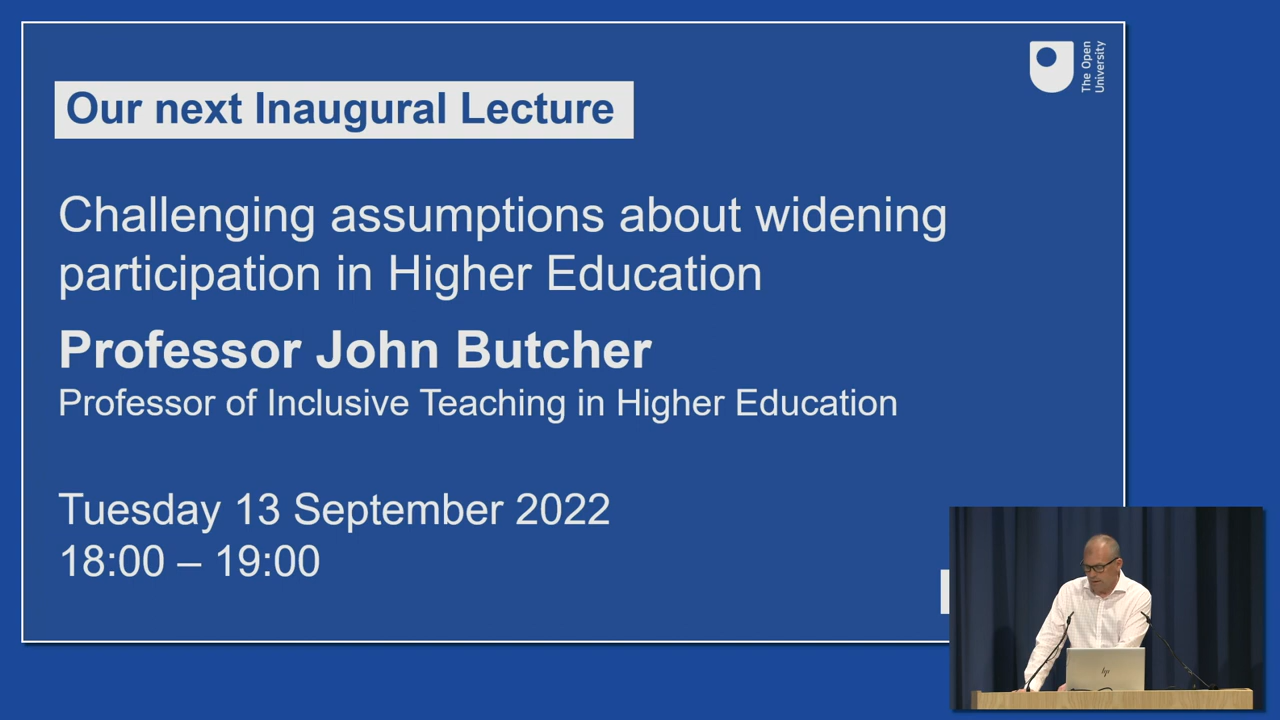 The Open
University
Our next Inaugural Lecture
Challenging assumptions about widening
participation in Higher Education
Professor John Butcher
Professor of Inclusive Teaching in Higher Education
Tuesday 13 September 2022
18:00 – 19:00
hp